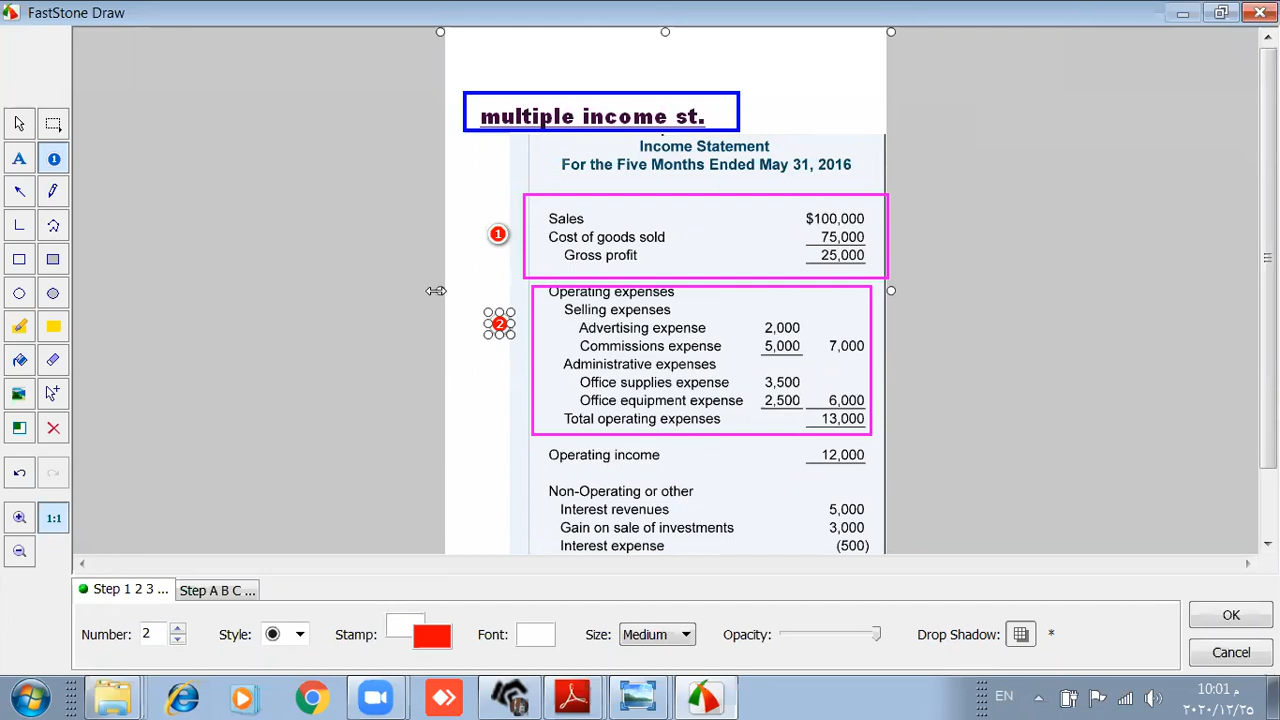 FastStone Draw
multiple income st.
Income Statement
For the Five Months Ended May 31, 2016
Sales $100,000
Cost of goods sold 75,000
Gross profit 25,000
1
Operating expenses
Selling expenses
2
Advertising expense 2,000
Commissions expense 5,000 7,000
Administrative expenses
Office supplies expense 3,500
Office equipment expense 2,500 6,000
Total operating expenses 13,000
Operating income 12,000
Non-Operating or other
Interest revenues 5,000
Gain on sale of investments 3,000
Interest expense (500)
A
1
1:1
Step 1 2 3 ... Step A B C ...
Number: 2 Style: Stamp: Font: Size: Medium Opacity: Drop Shadow: *
OK
Cancel
EN
10:01 م
٢٠٢٠/١٢/٢٥